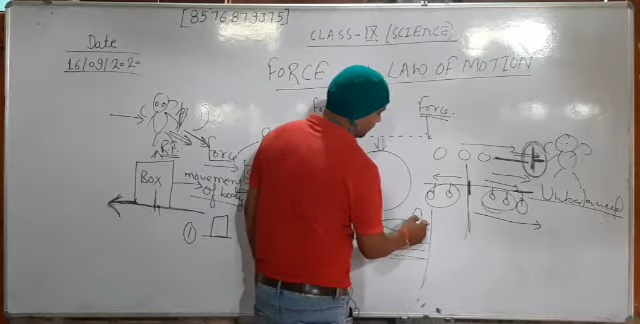 [8576879375]
CLASS-IX (SCIENCE)
Date
16/09/2020
FORCE LAW OF MOTION
Force
Force
Box
movement
of body
Unbalanced
①